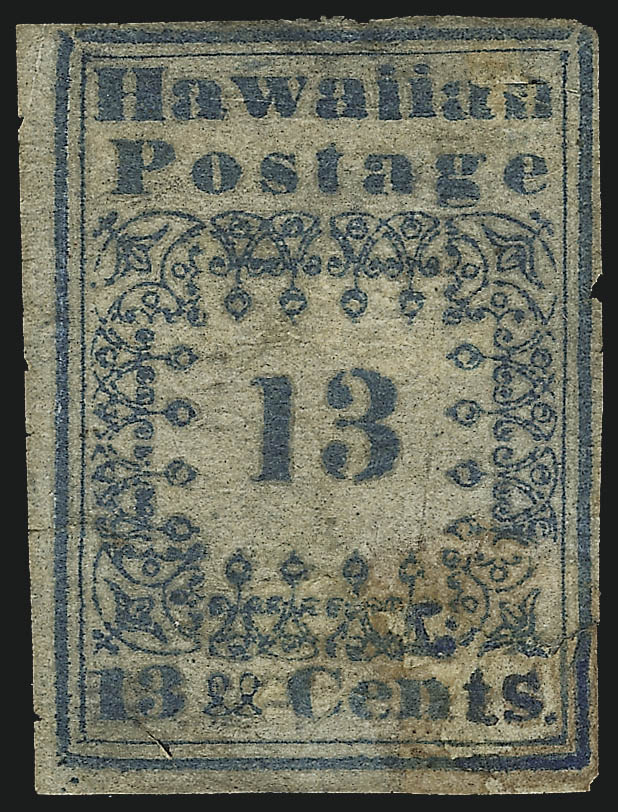 Hawaiian
Postage
13
13 Cents.